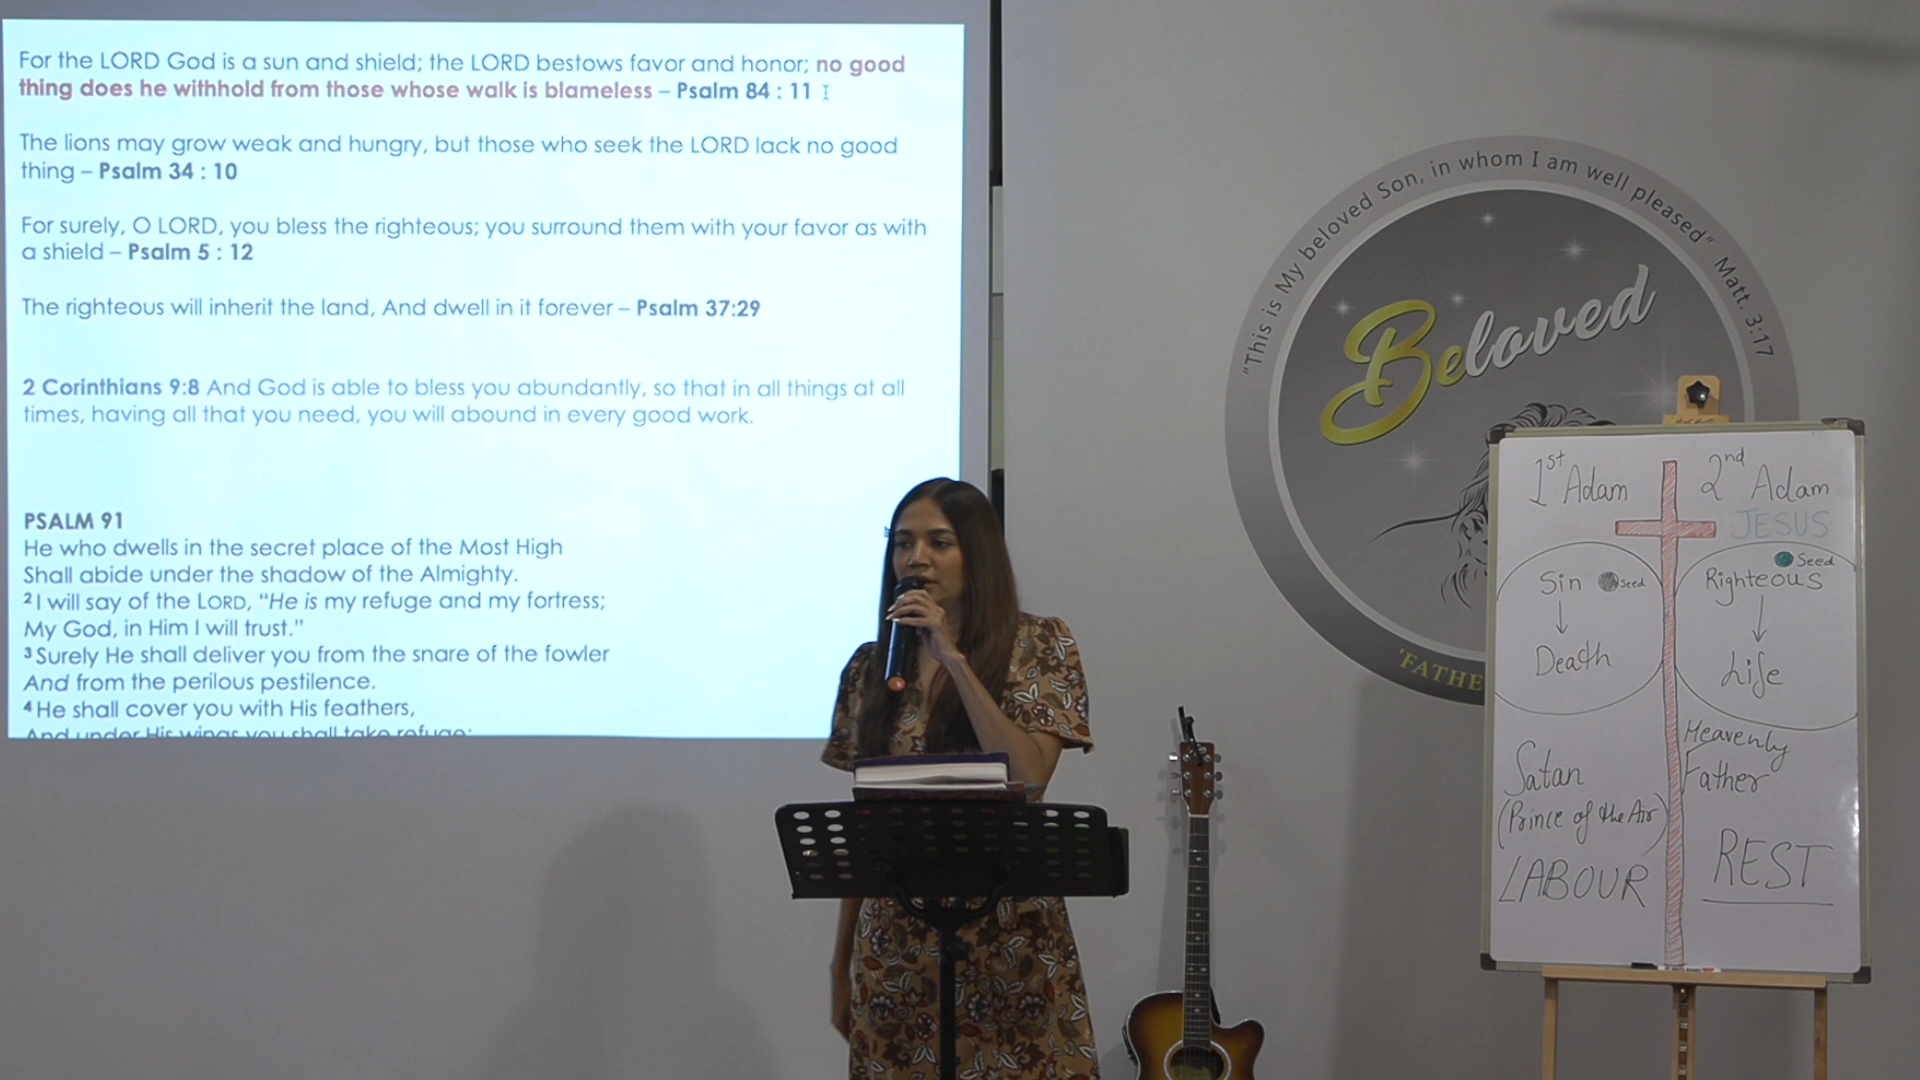 For the LORD God is a sun and shield; the LORD bestows favor and honor; no good
thing does he withhold from those whose walk is blameless – Psalm 84 : 11
The lions may grow weak and hungry, but those who seek the LORD lack no good
thing – Psalm 34 : 10
For surely, O LORD, you bless the righteous; you surround them with your favor as with
a shield – Psalm 5 : 12
The righteous will inherit the land, And dwell in it forever – Psalm 37:29
2 Corinthians 9:8 And God is able to bless you abundantly, so that in all things at all
times, having all that you need, you will abound in every good work.
PSALM 91
He who dwells in the secret place of the Most High
Shall abide under the shadow of the Almighty.
2 I will say of the LORD, "He is my refuge and my fortress;
My God, in Him I will trust."
3 Surely He shall deliver you from the snare of the fowler
And from the perilous pestilence.
4 He shall cover you with His feathers,
And under His wings you shall take refuge;
"This is My beloved Son, in whom I am well pleased" Matt. 3:17
Beloved
'FATHE
1st Adam
Sin Seed
Death
Satan
(Prince of the Air)
LABOUR
2nd Adam
JESUS
Seed
Righteous
Life
Heavenly
Father
REST